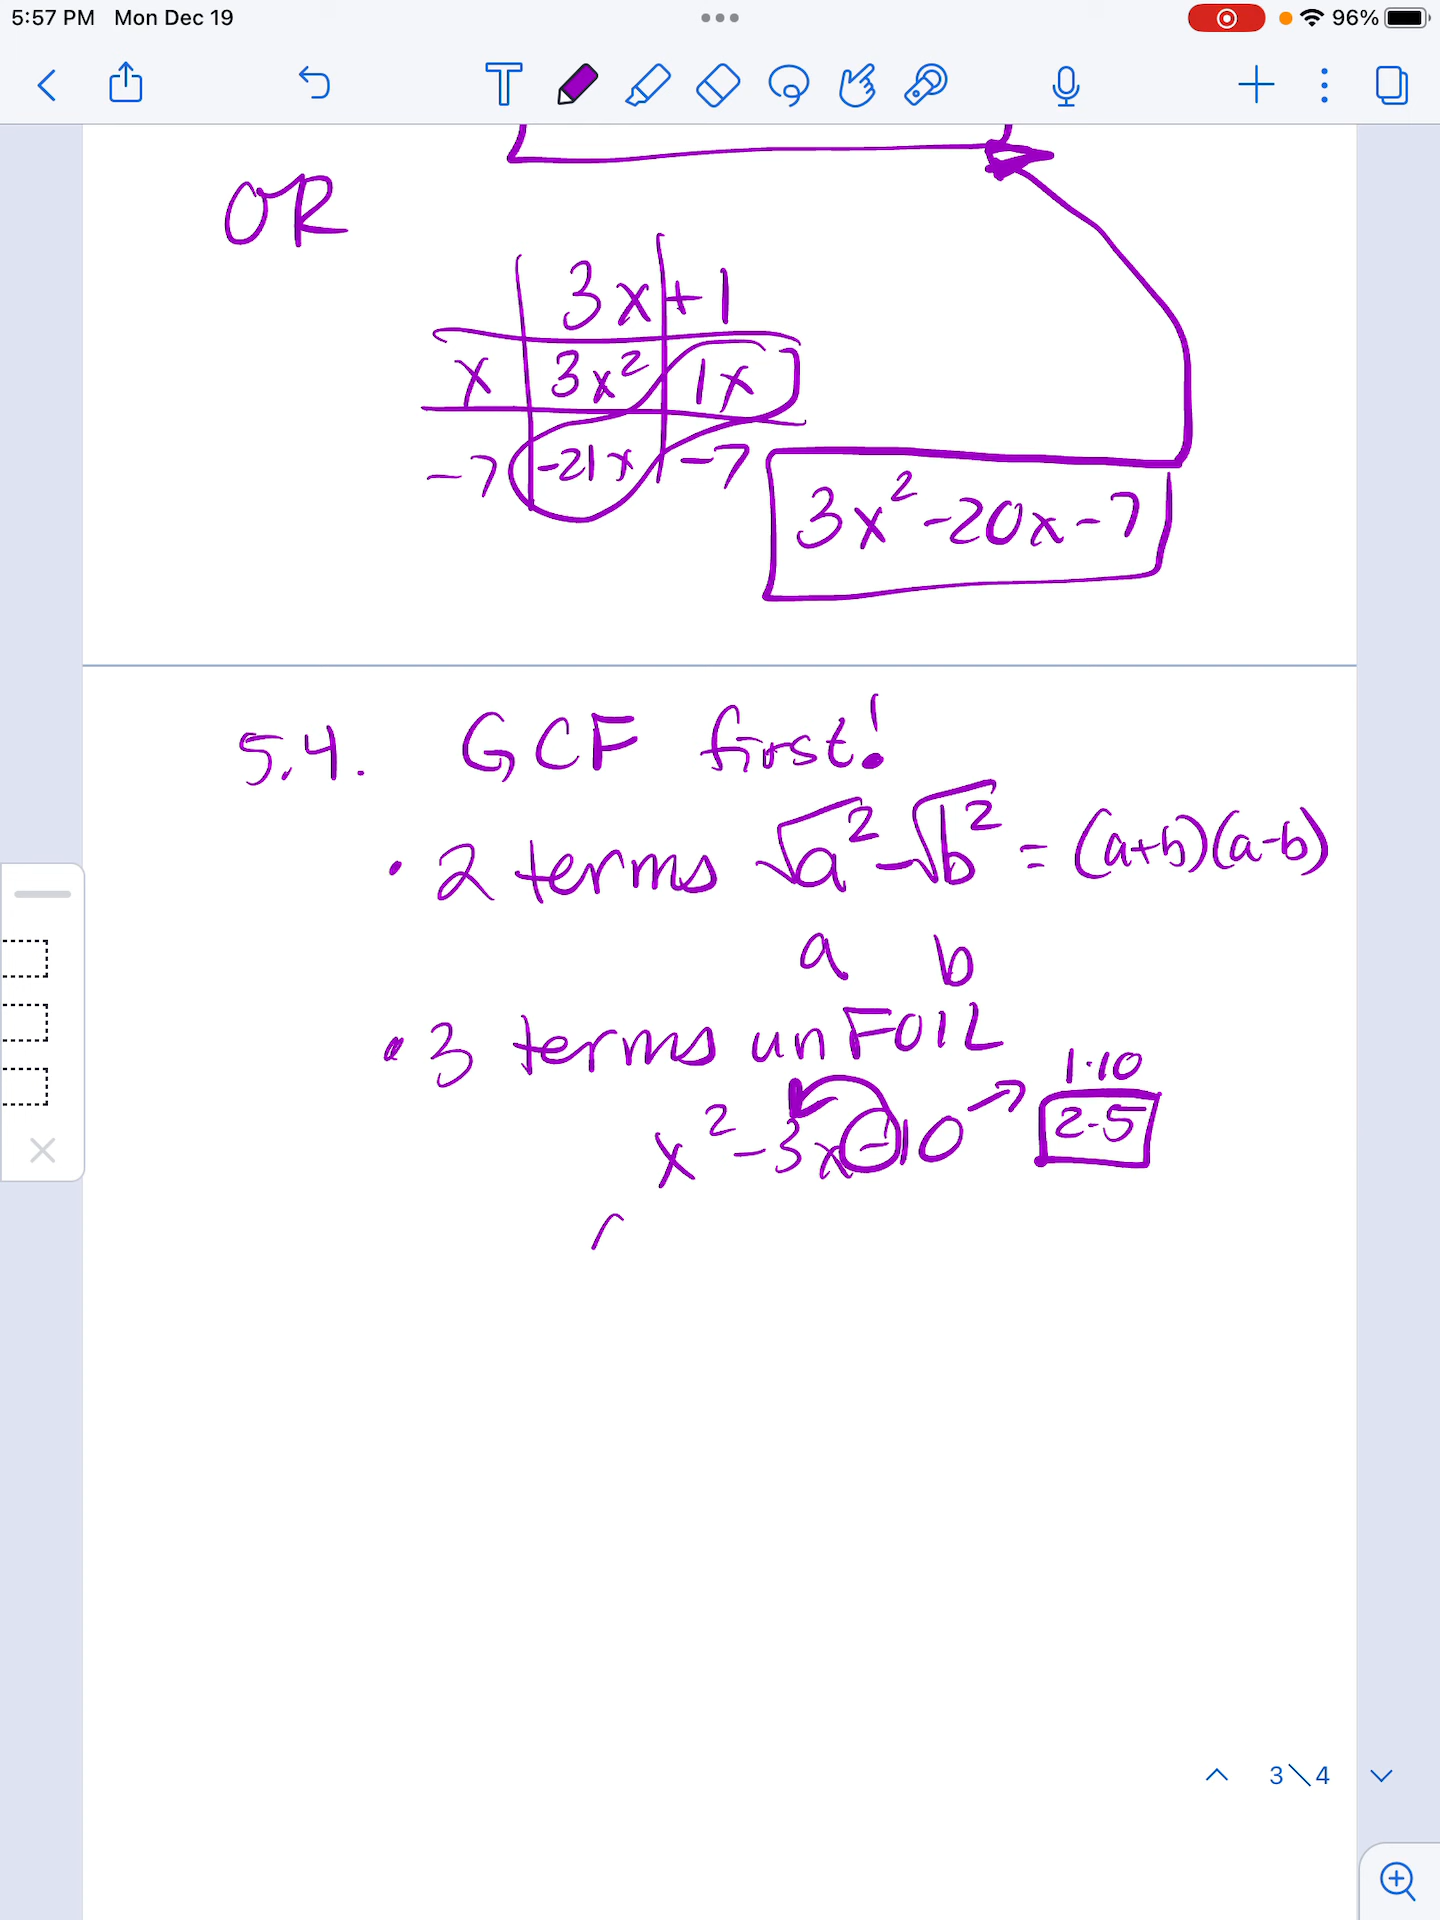 5:57 PM Mon Dec 19 96%
T
OR
3x +1
x 3x² 1x
-7 -21x -7
3x²-20x-7
5.4. GCF first!
• 2 terms √a² - √b² = (a+b)(a-b)
a b
• 3 terms unFOIL
1·10
x²-3x-10 → 2-5
(
3\4